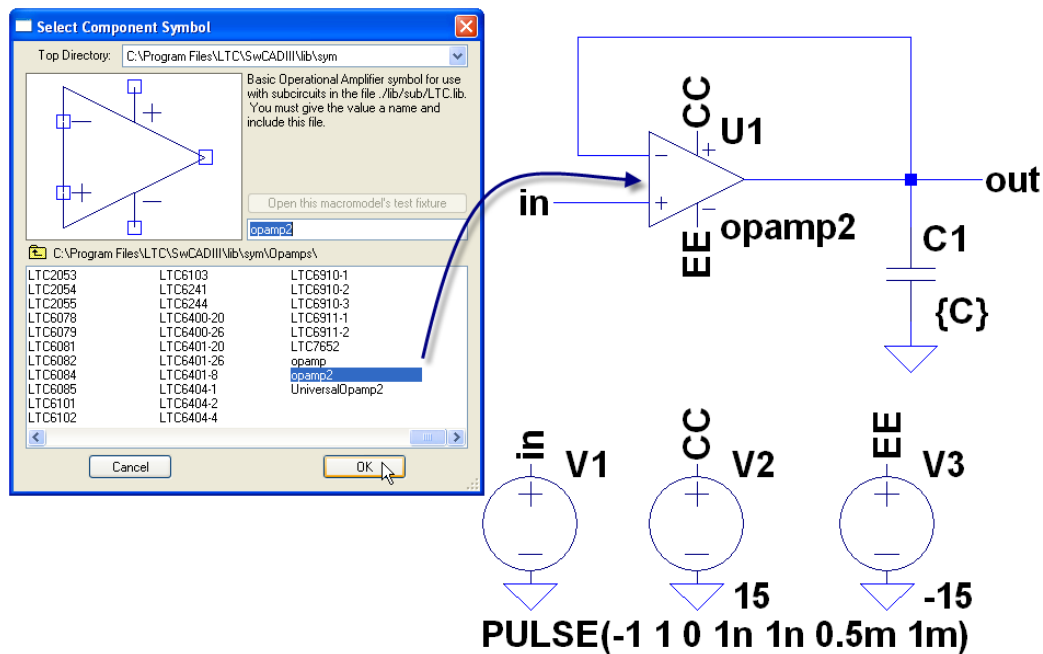 Select Component Symbol
Top Directory: C:\Program Files\LTC\SwCADIII\lib\sym
Basic Operational Amplifier symbol for use
with subcircuits in the file ./lib/sub/LTC.lib.
You must give the value a name and
include this file.
Open this macromodel's test fixture
opamp2
C:\Program Files\LTC\SwCADIII\lib\sym\Opamps\
LTC2053 LTC6103 LTC6910-1
LTC2054 LTC6241 LTC6910-2
LTC2055 LTC6244 LTC6910-3
LTC6078 LTC6400-20 LTC6911-1
LTC6079 LTC6400-26 LTC6911-2
LTC6081 LTC6401-20 LTC7652
LTC6082 LTC6401-26 opamp
LTC6084 LTC6401-8 opamp2
LTC6085 LTC6404-1 UniversalOpamp2
LTC6101 LTC6404-2
LTC6102 LTC6404-4
Cancel OK
CC
U1
in
out
EE
opamp2
C1
{C}
in V1
CC V2
EE V3
15
-15
PULSE(-1 1 0 1n 1n 0.5m 1m)